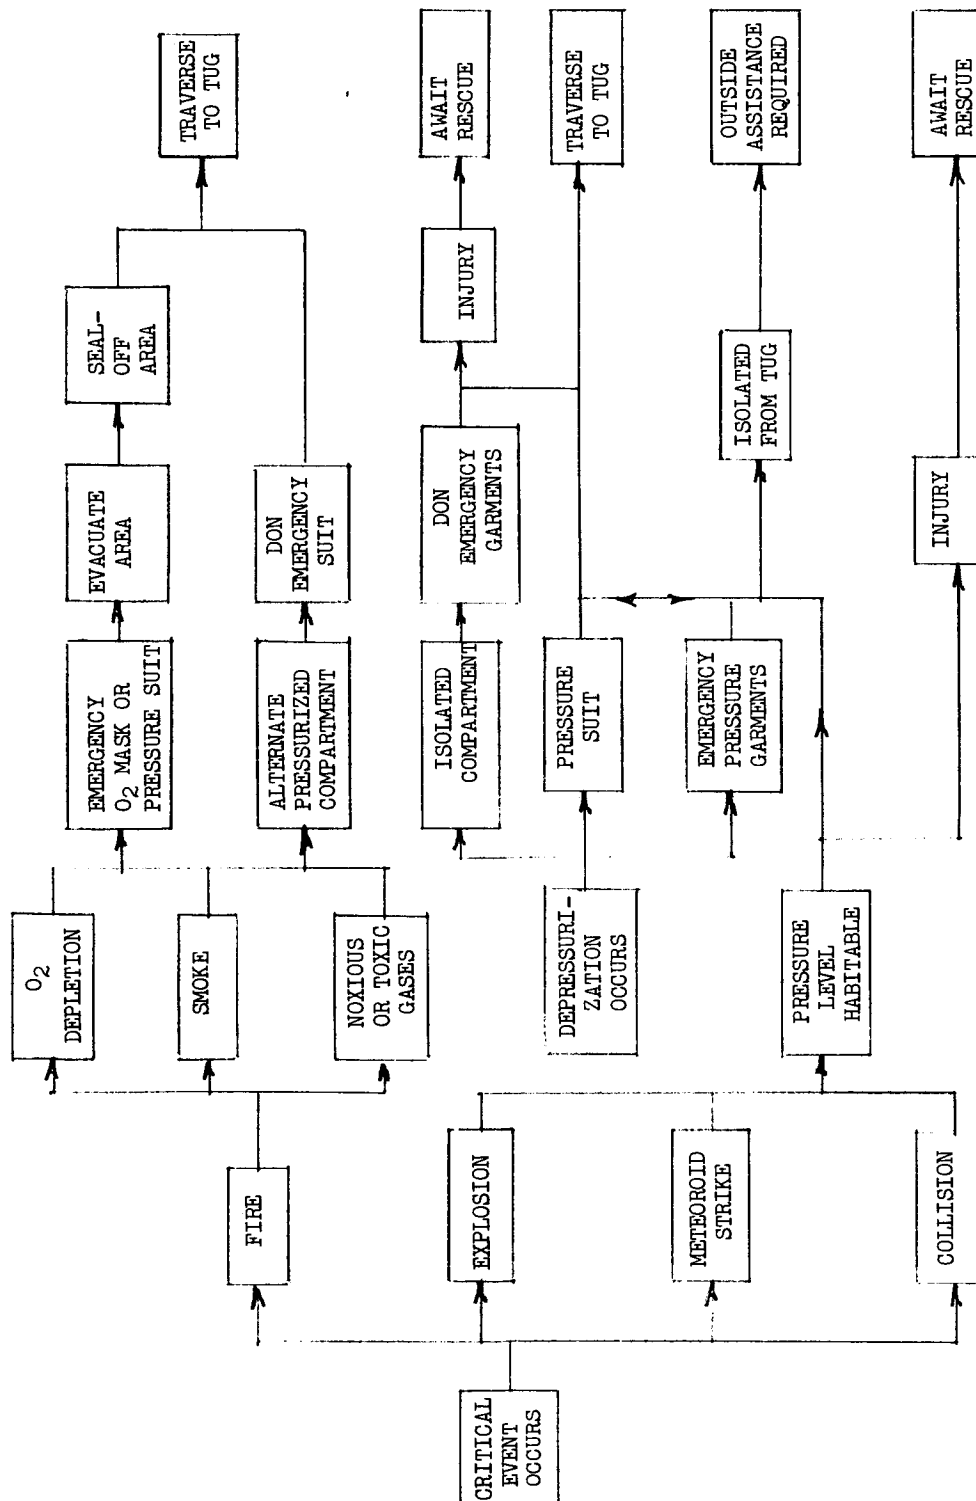 CRITICAL
EVENT
OCCURS
FIRE
EXPLOSION
METEOROID
STRIKE
COLLISION
O₂
DEPLETION
SMOKE
NOXIOUS
OR TOXIC
GASES
DEPRESSURI-
ZATION
OCCURS
PRESSURE
LEVEL
HABITABLE
EMERGENCY
O₂ MASK OR
PRESSURE SUIT
ALTERNATE
PRESSURIZED
COMPARTMENT
ISOLATED
COMPARTMENT
PRESSURE
SUIT
EMERGENCY
PRESSURE
GARMENTS
EVACUATE
AREA
DON
EMERGENCY
SUIT
DON
EMERGENCY
GARMENTS
ISOLATED
FROM TUG
INJURY
SEAL-
OFF
AREA
INJURY
TRAVERSE
TO TUG
AWAIT
RESCUE
TRAVERSE
TO TUG
OUTSIDE
ASSISTANCE
REQUIRED
AWAIT
RESCUE